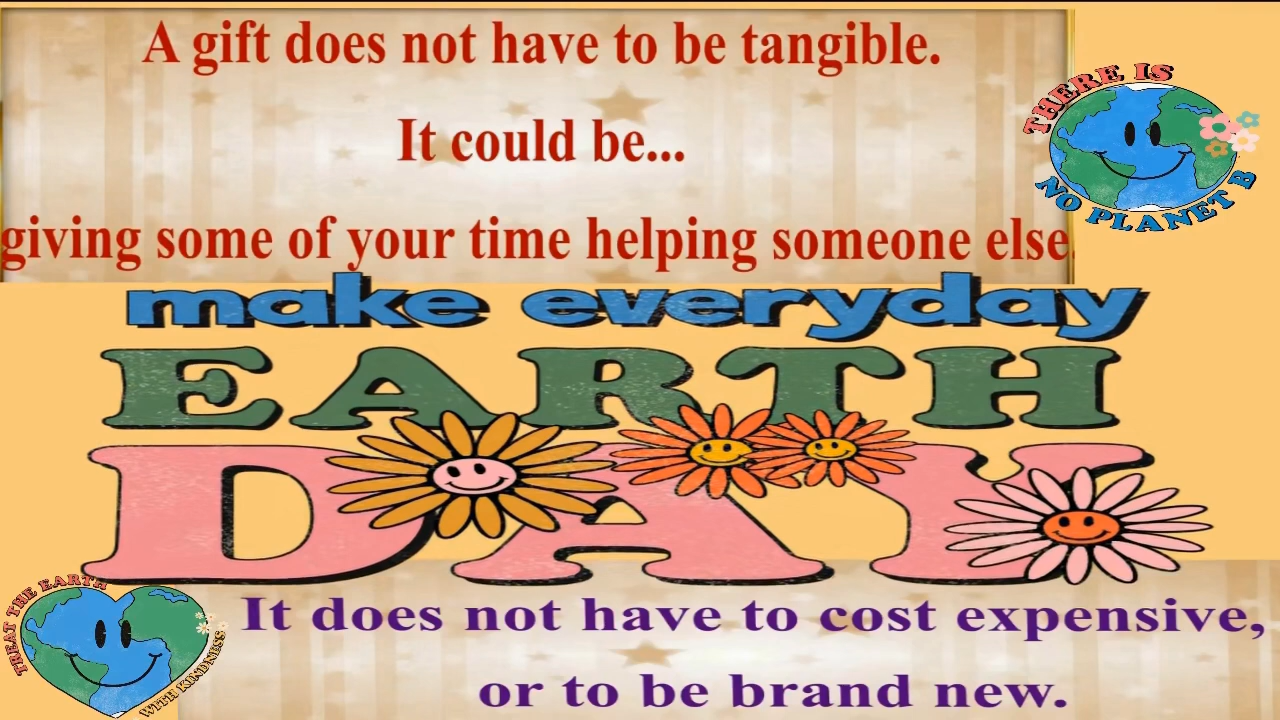 A gift does not have to be tangible.
It could be...
giving some of your time helping someone else.
THERE IS
NO PLANET B
make everyday
EARTH
DAY
TREAT THE EARTH
WITH KINDNESS
It does not have to cost expensive,
or to be brand new.